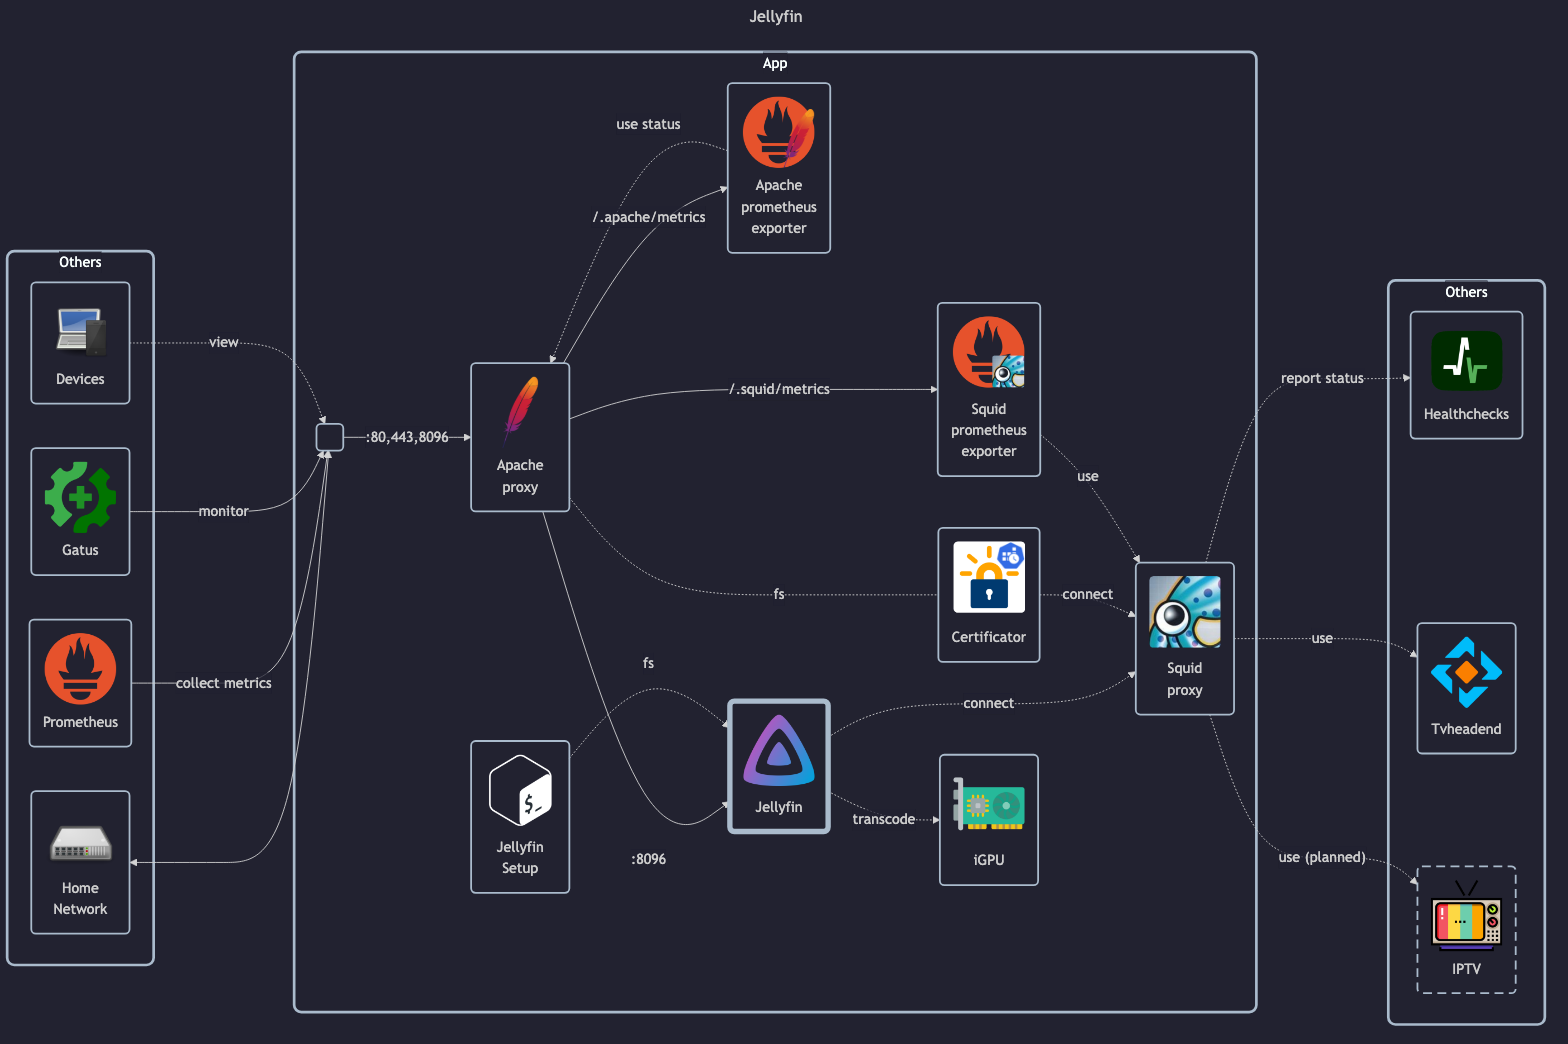 Jellyfin
App
use status
Apache
prometheus
exporter
/.apache/metrics
Others
Devices
view
Gatus
monitor
Prometheus
collect metrics
Home
Network
:80,443,8096
Apache
proxy
/.squid/metrics
Squid
prometheus
exporter
use
fs
Certificator
connect
Squid
proxy
fs
$_
Jellyfin
Setup
:8096
Jellyfin
connect
transcode
iGPU
report status
use
use (planned)
Others
Healthchecks
Tvheadend
IPTV